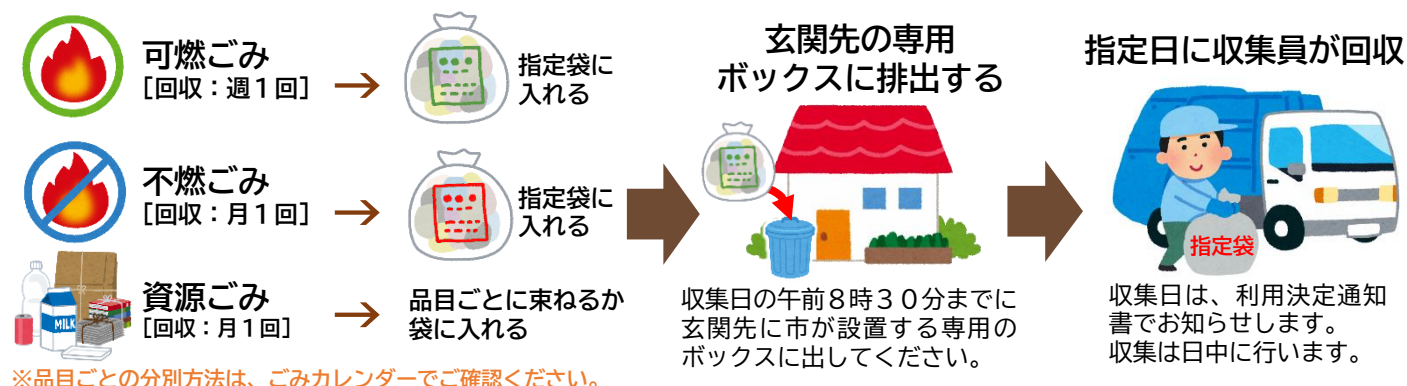 可燃ごみ
[回収：週１回]
指定袋に
入れる
不燃ごみ
[回収：月１回]
指定袋に
入れる
MILK
資源ごみ
[回収：月１回]
品目ごとに束ねるか
袋に入れる
※品目ごとの分別方法は、ごみカレンダーでご確認ください。
玄関先の専用
ボックスに排出する
収集日の午前８時３０分までに
玄関先に市が設置する専用の
ボックスに出してください。
指定日に収集員が回収
指定袋
収集日は、利用決定通知
書でお知らせします。
収集は日中に行います。